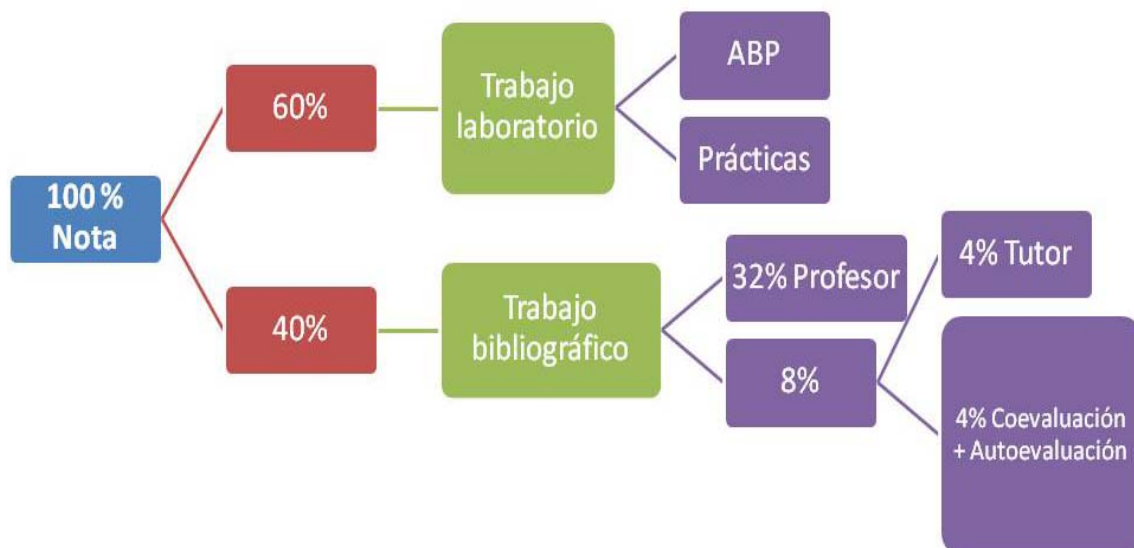 100 %
Nota
60%
Trabajo
laboratorio
ABP
Prácticas
40%
Trabajo
bibliográfico
32% Profesor
8%
4% Tutor
4% Coevaluación
+ Autoevaluación